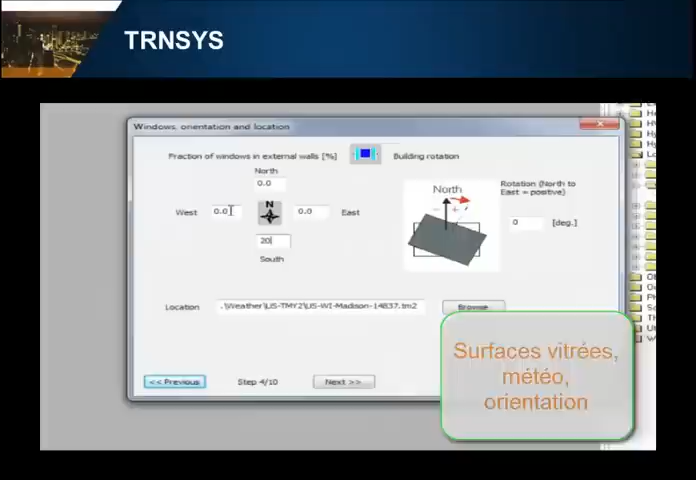 TRNSYS
Windows, orientation and location
Fraction of windows in external walls [%]
Building rotation
North
0.0
West
0.0
N
0.0
East
20
South
North
Rotation (North to
East = positive)
0
[deg.]
Location
.\Weather\US-TMY2\US-WI-Madison-14837.tm2
Browse
Surfaces vitrées,
météo,
orientation
<< Previous
Step 4/10
Next >>